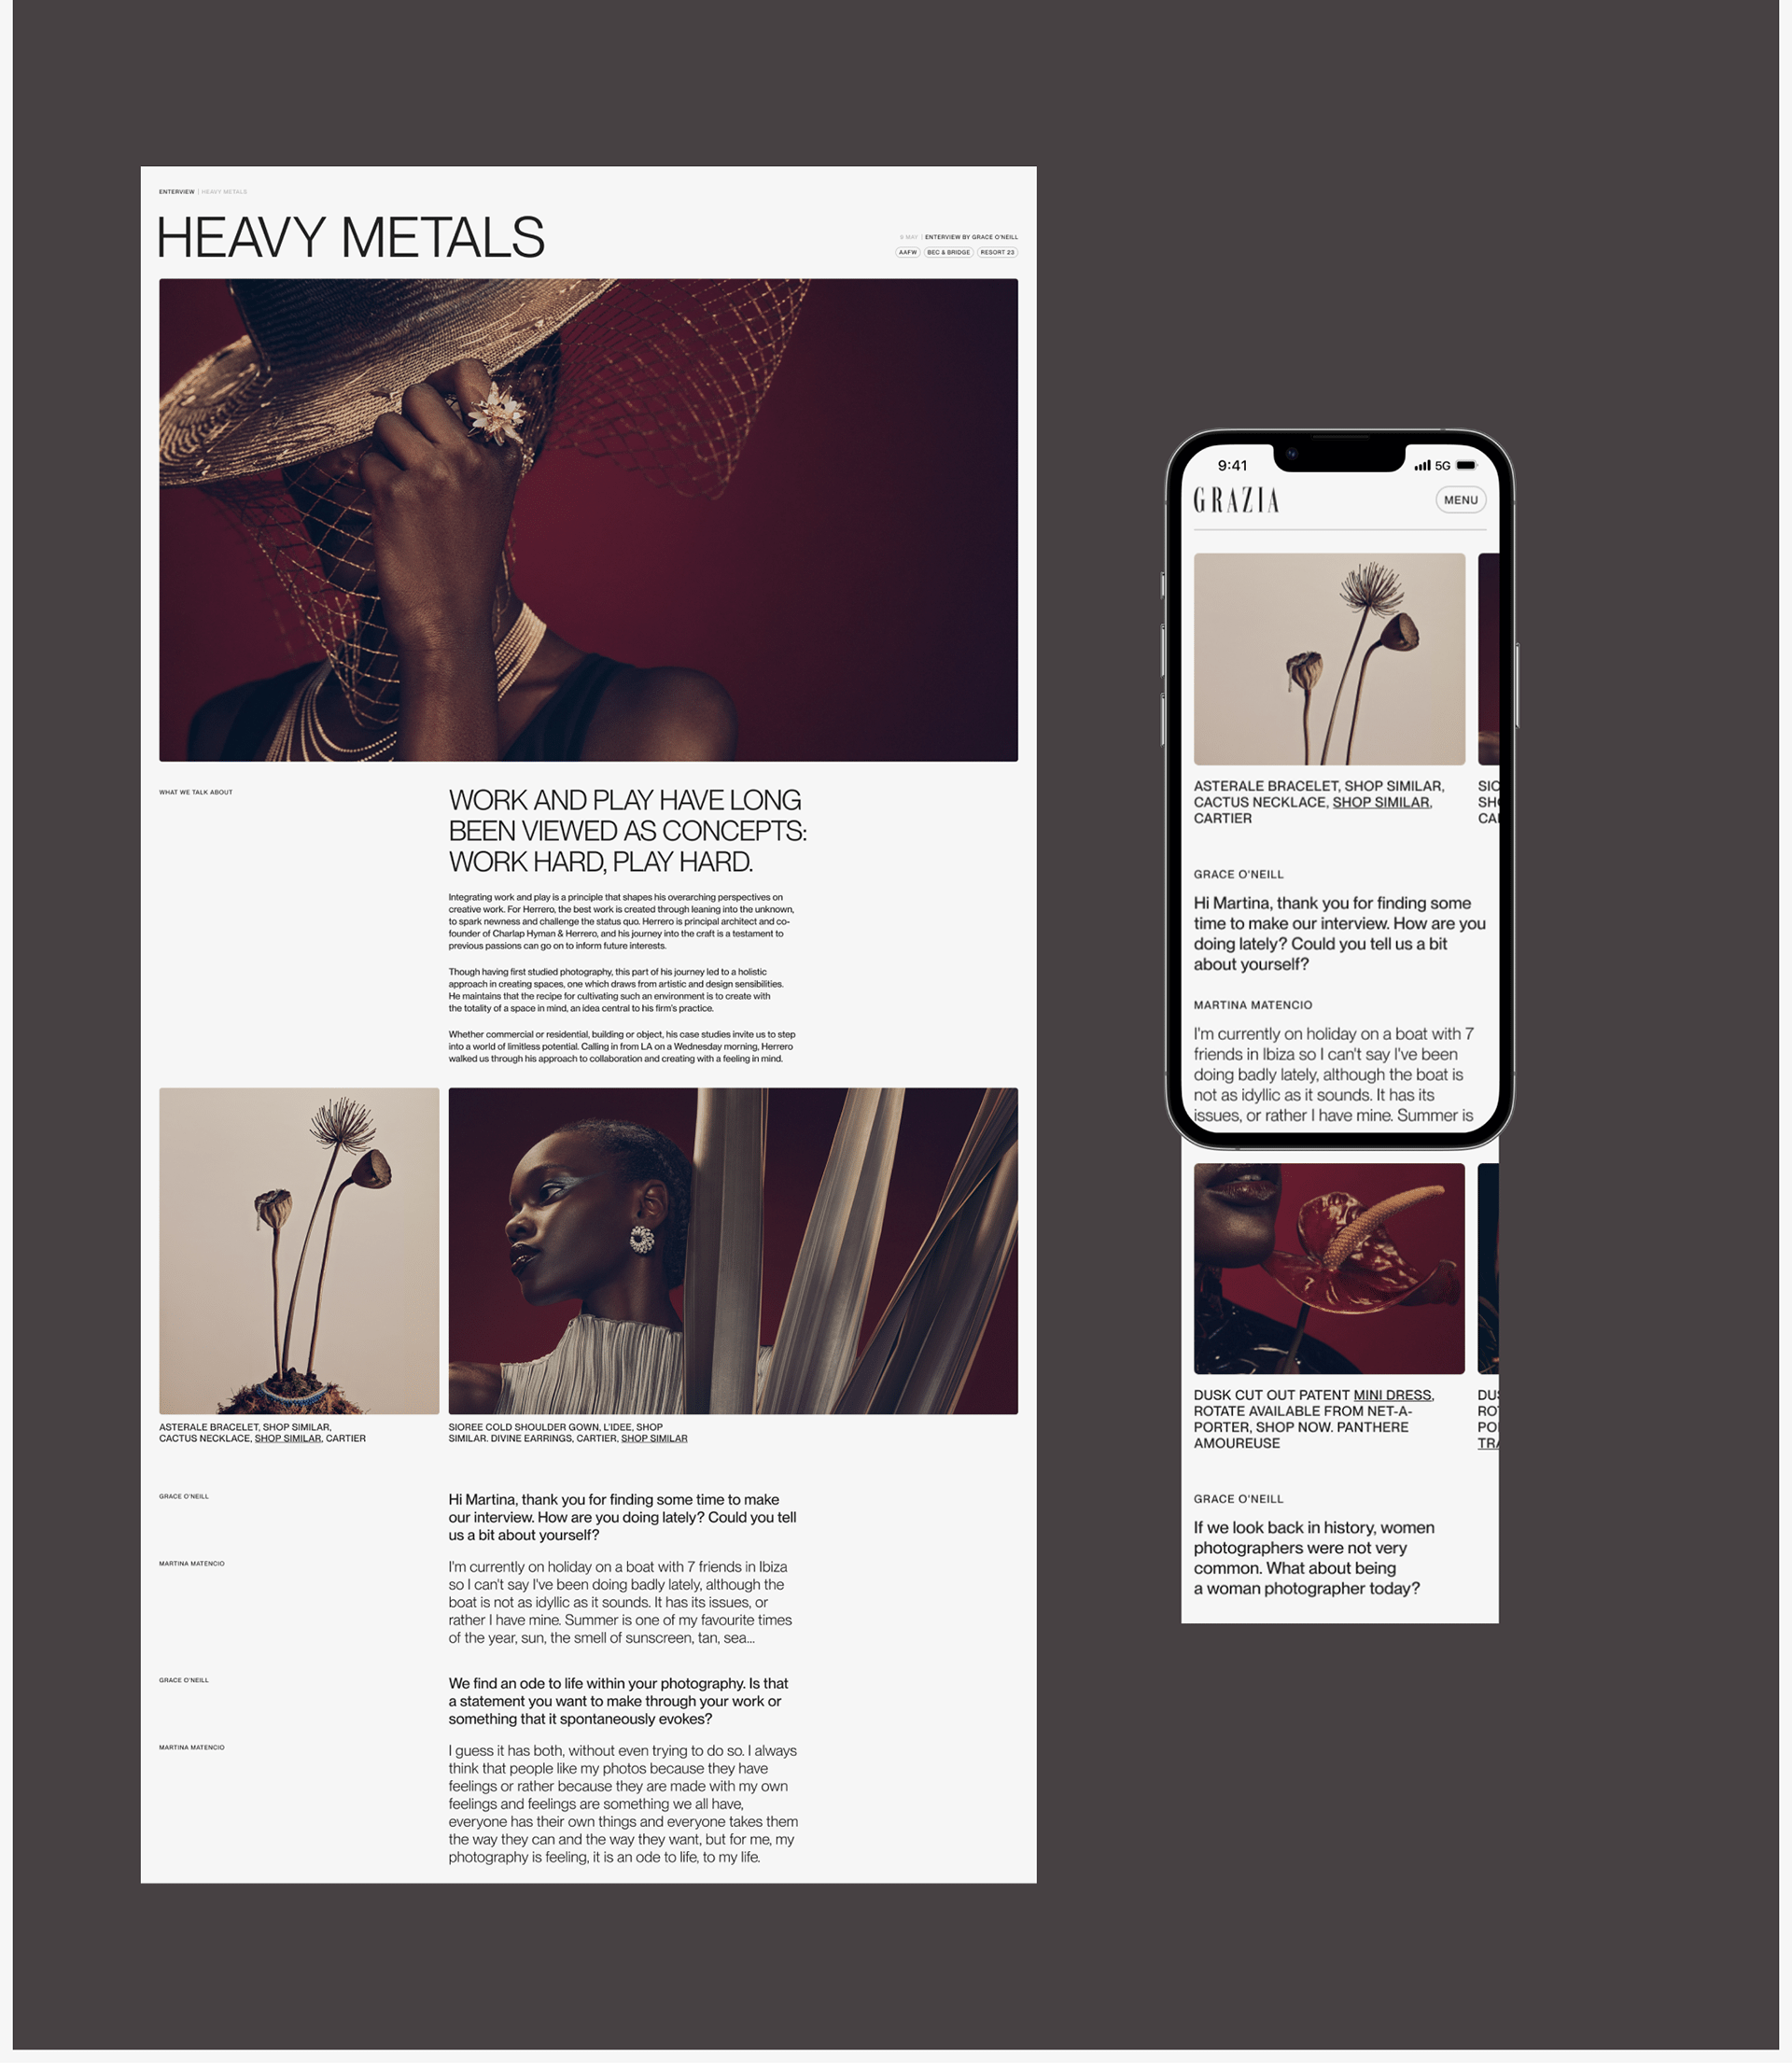 ENTERVIEW | HEAVY METALS
HEAVY METALS
9 MAY | ENTERVIEW BY GRACE O'NEILL
AAFW BEC & BRIDGE RESORT 23
WHAT WE TALK ABOUT
WORK AND PLAY HAVE LONG
BEEN VIEWED AS CONCEPTS:
WORK HARD, PLAY HARD.
Integrating work and play is a principle that shapes his overarching perspectives on
creative work. For Herrero, the best work is created through leaning into the unknown,
to spark newness and challenge the status quo. Herrero is principal architect and co-
founder of Charlap Hyman & Herrero, and his journey into the craft is a testament to
previous passions can go on to inform future interests.
Though having first studied photography, this part of his journey led to a holistic
approach in creating spaces, one which draws from artistic and design sensibilities.
He maintains that the recipe for cultivating such an environment is to create with
the totality of a space in mind, an idea central to his firm's practice.
Whether commercial or residential, building or object, his case studies invite us to step
into a world of limitless potential. Calling in from LA on a Wednesday morning, Herrero
walked us through his approach to collaboration and creating with a feeling in mind.
ASTERALE BRACELET, SHOP SIMILAR,
CACTUS NECKLACE, SHOP SIMILAR, CARTIER
SIOREE COLD SHOULDER GOWN, L'IDEE, SHOP
SIMILAR. DIVINE EARRINGS, CARTIER, SHOP SIMILAR
GRACE O'NEILL
Hi Martina, thank you for finding some time to make
our interview. How are you doing lately? Could you tell
us a bit about yourself?
MARTINA MATENCIO
I'm currently on holiday on a boat with 7 friends in Ibiza
so I can't say I've been doing badly lately, although the
boat is not as idyllic as it sounds. It has its issues, or
rather I have mine. Summer is one of my favourite times
of the year, sun, the smell of sunscreen, tan, sea...
GRACE O'NEILL
We find an ode to life within your photography. Is that
a statement you want to make through your work or
something that it spontaneously evokes?
MARTINA MATENCIO
I guess it has both, without even trying to do so. I always
think that people like my photos because they have
feelings or rather because they are made with my own
feelings and feelings are something we all have,
everyone has their own things and everyone takes them
the way they can and the way they want, but for me, my
photography is feeling, it is an ode to life, to my life.
9:41 5G
GRAZIA MENU
ASTERALE BRACELET, SHOP SIMILAR,
CACTUS NECKLACE, SHOP SIMILAR,
CARTIER
GRACE O'NEILL
Hi Martina, thank you for finding some
time to make our interview. How are you
doing lately? Could you tell us a bit
about yourself?
MARTINA MATENCIO
I'm currently on holiday on a boat with 7
friends in Ibiza so I can't say I've been
doing badly lately, although the boat is
not as idyllic as it sounds. It has its
issues, or rather I have mine. Summer is
DUSK CUT OUT PATENT MINI DRESS,
ROTATE AVAILABLE FROM NET-A-
PORTER, SHOP NOW. PANTHERE
AMOUREUSE
GRACE O'NEILL
If we look back in history, women
photographers were not very
common. What about being
a woman photographer today?